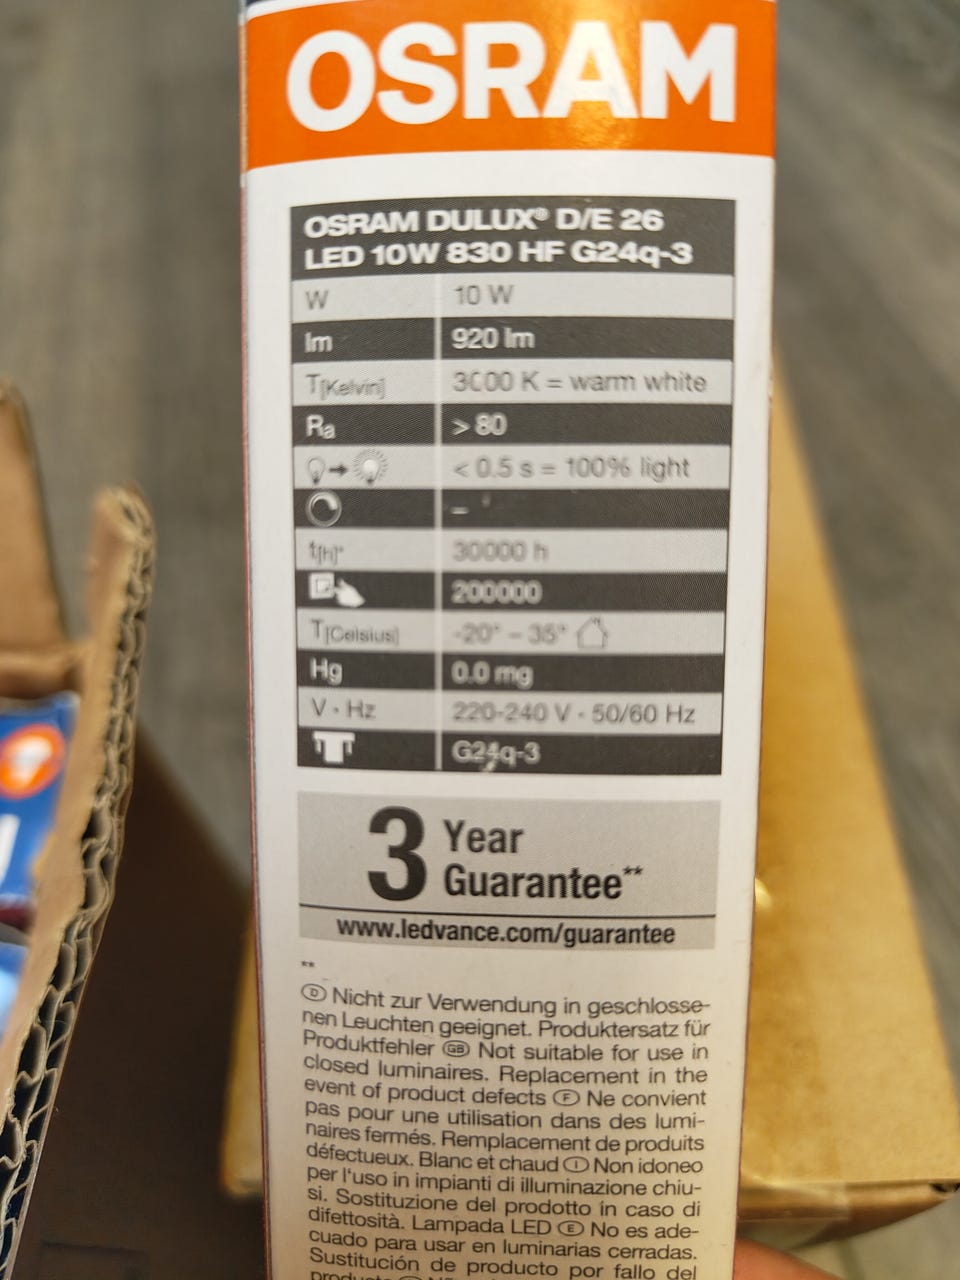 OSRAM
OSRAM DULUX® D/E 26
LED 10W 830 HF G24q-3
W 10 W
lm 920 lm
T[Kelvin] 3000 K = warm white
Ra > 80
< 0.5 s = 100% light
–
t[h]* 30000 h
200000
T[Celsius] -20° – 35°
Hg 0.0 mg
V · Hz 220-240 V · 50/60 Hz
G24q-3
3 Year
Guarantee**
www.ledvance.com/guarantee
**
(D) Nicht zur Verwendung in geschlosse-
nen Leuchten geeignet. Produktersatz für
Produktfehler (GB) Not suitable for use in
closed luminaires. Replacement in the
event of product defects (F) Ne convient
pas pour une utilisation dans des lumi-
naires fermés. Remplacement de produits
défectueux. Blanc et chaud (I) Non idoneo
per l'uso in impianti di illuminazione chiu-
si. Sostituzione del prodotto in caso di
difettosità. Lampada LED (E) No es ade-
cuado para usar en luminarias cerradas.
Sustitución de producto por fallo del